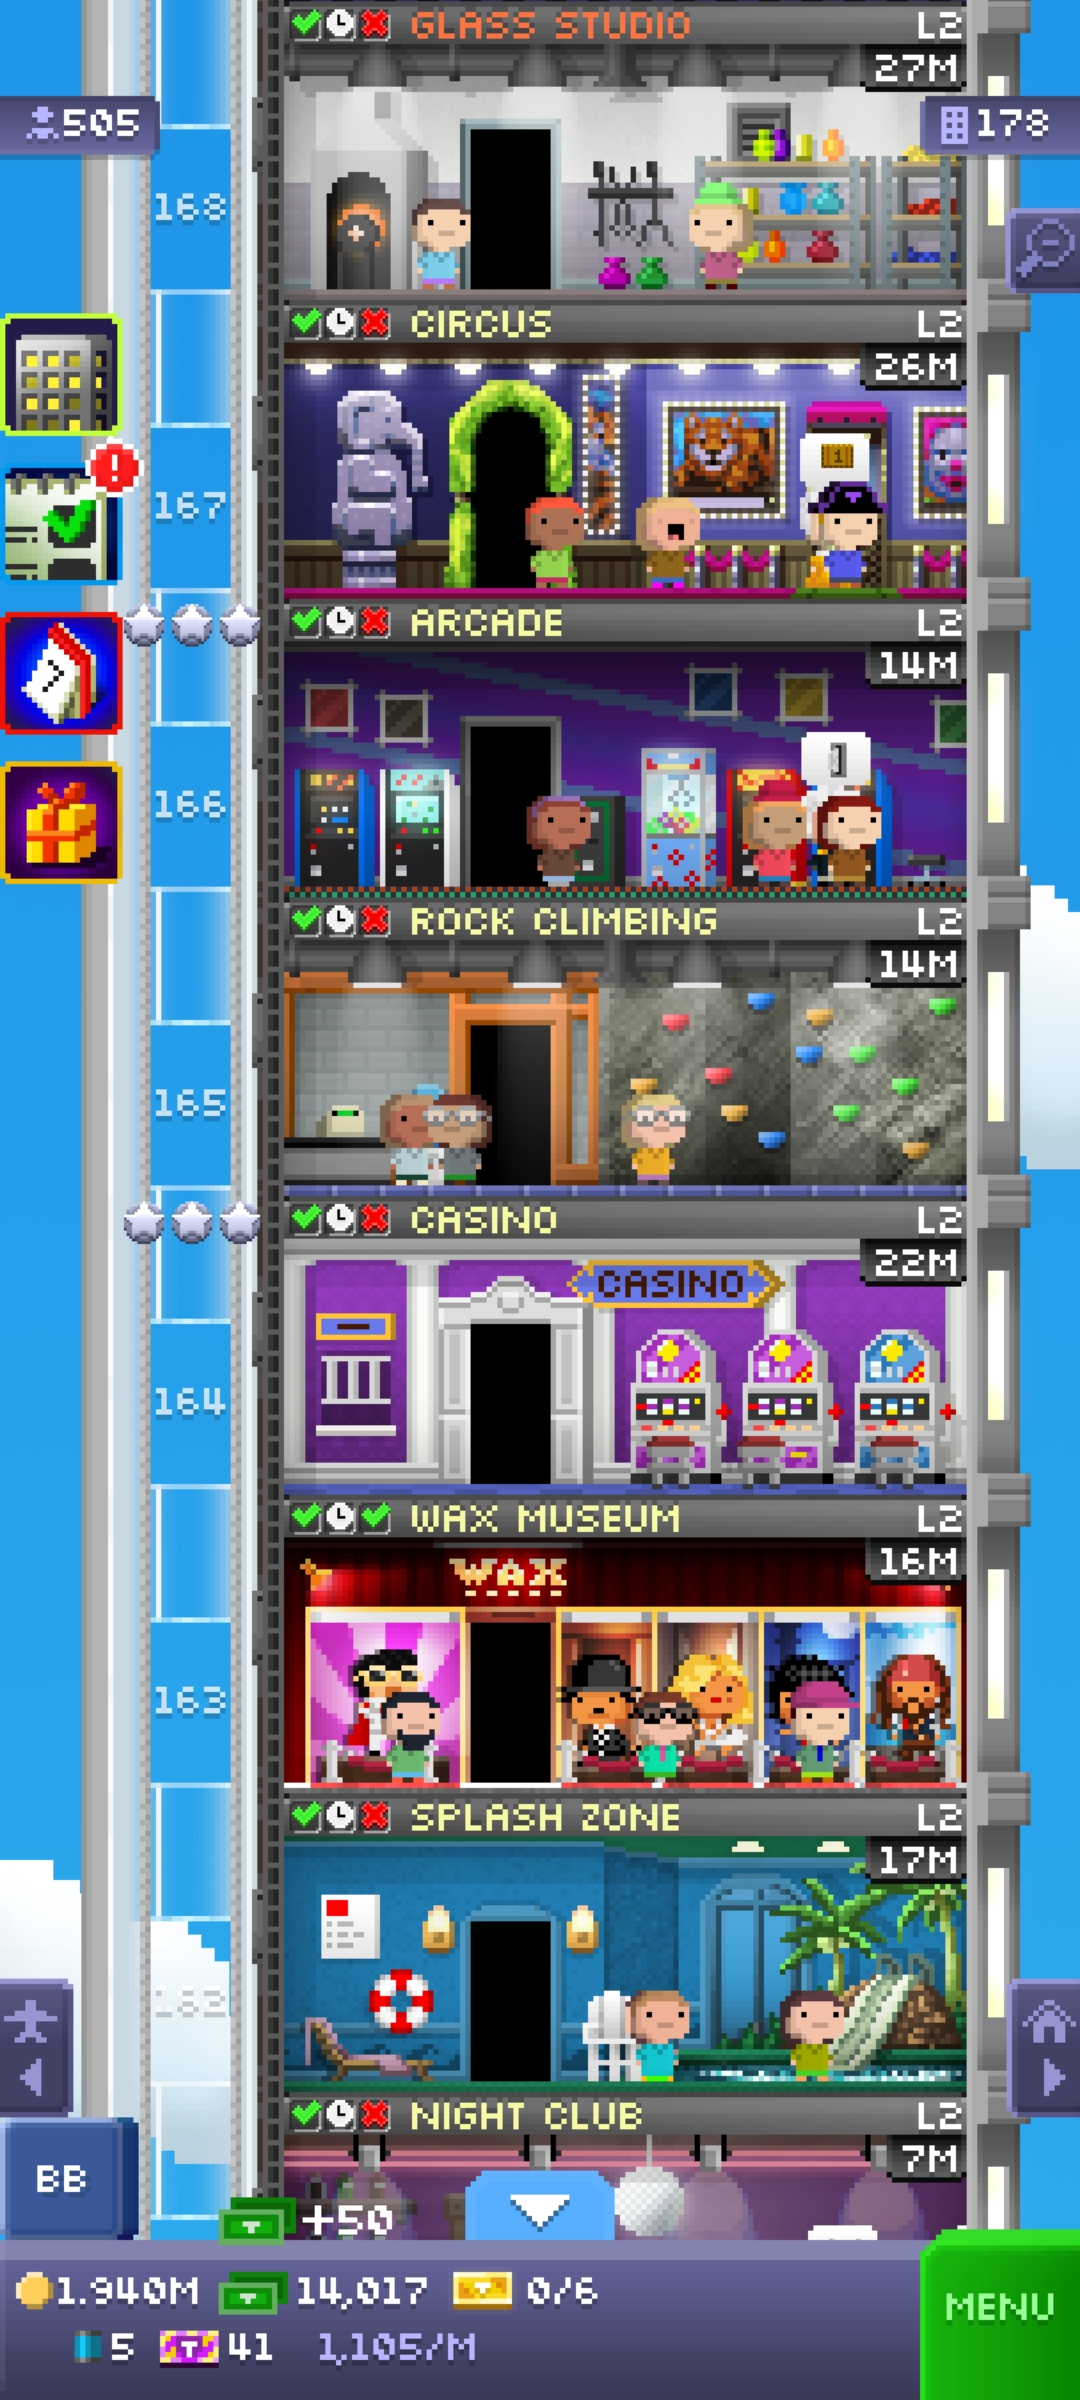 GLASS STUDIO L2
27M
505
178
168
CIRCUS L2
26M
1
167
ARCADE L2
14M
166
ROCK CLIMBING L2
14M
165
CASINO L2
22M
CASINO
164
WAX MUSEUM L2
16M
WAX
163
SPLASH ZONE L2
17M
162
NIGHT CLUB L2
7M
BB
+50
1.940M 14,017 0/6
MENU
5 41 1,105/M